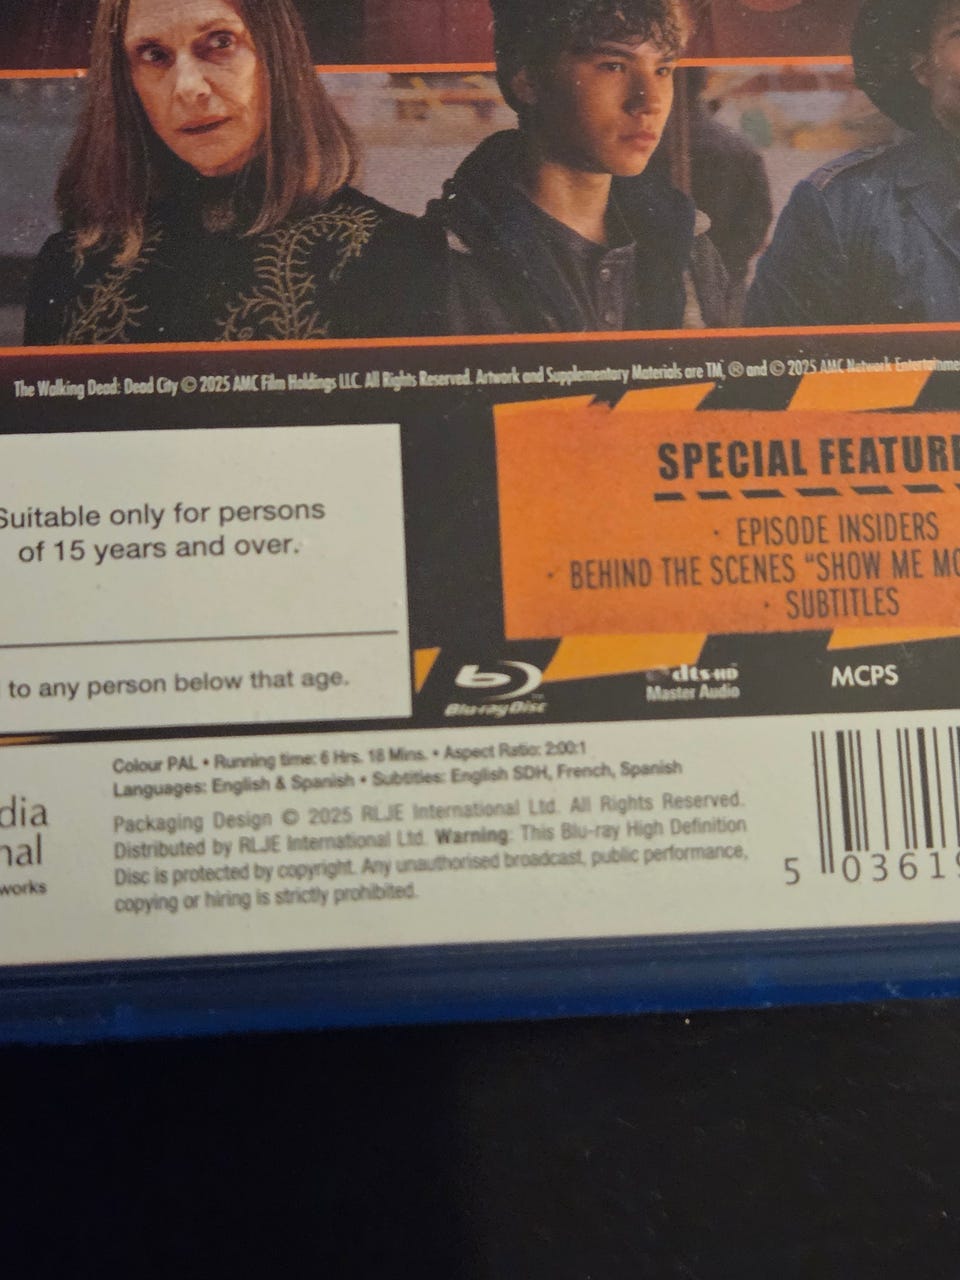 The Walking Dead: Dead City © 2025 AMC Film Holdings LLC. All Rights Reserved. Artwork and Supplementary Materials are TM, ® and © 2025 AMC Network Entertainme
Suitable only for persons
of 15 years and over.
to any person below that age.
SPECIAL FEATUR
· EPISODE INSIDERS
· BEHIND THE SCENES “SHOW ME MO
· SUBTITLES
Blu-ray Disc
dts-HD
Master Audio
MCPS
dia
nal
works
Colour PAL • Running time: 6 Hrs. 18 Mins. • Aspect Ratio: 2:00:1
Languages: English & Spanish • Subtitles: English SDH, French, Spanish
Packaging Design © 2025 RLJE International Ltd. All Rights Reserved.
Distributed by RLJE International Ltd. Warning: This Blu-ray High Definition
Disc is protected by copyright. Any unauthorised broadcast, public performance,
copying or hiring is strictly prohibited.
5 03619